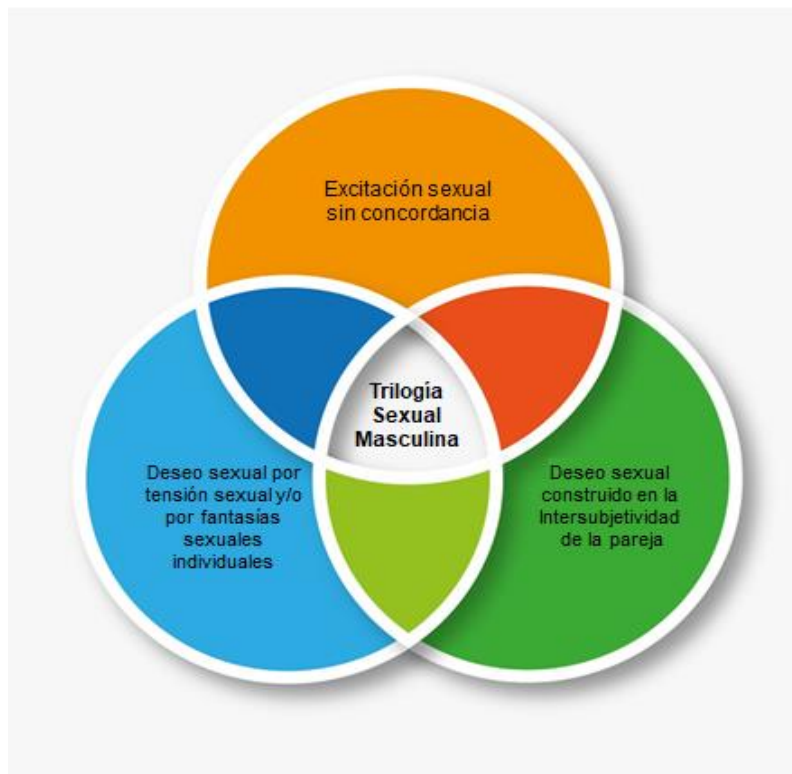 Excitación sexual
sin concordancia
Trilogía
Sexual
Masculina
Deseo sexual por
tensión sexual y/o
por fantasías
sexuales
individuales
Deseo sexual
construido en la
Intersubjetividad
de la pareja